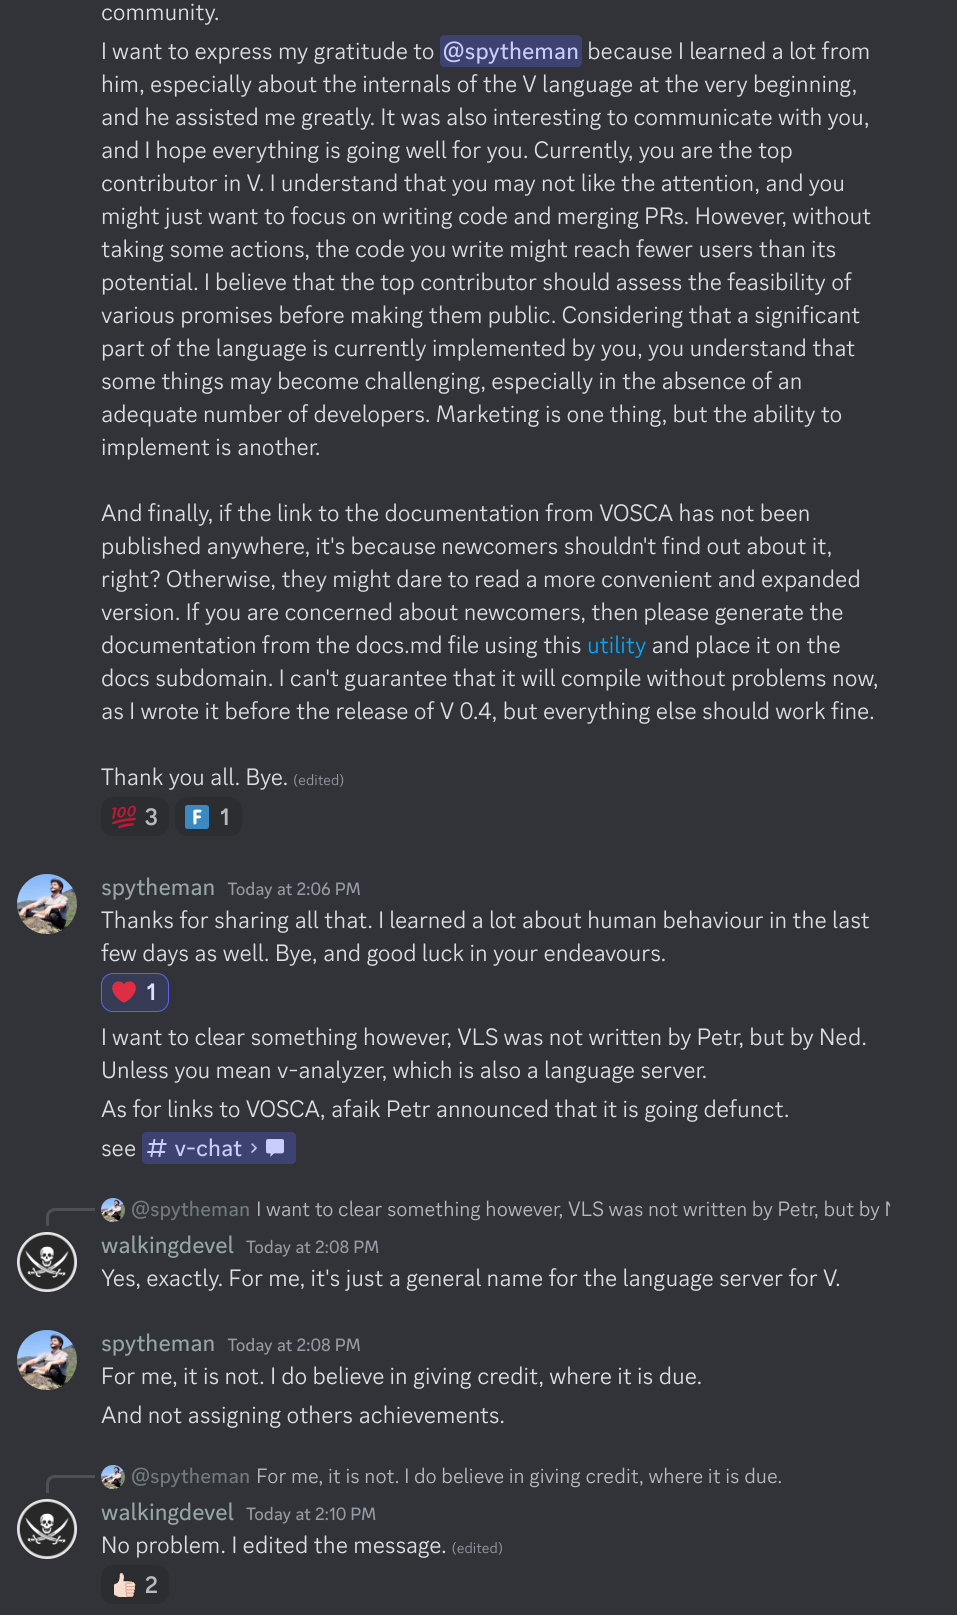 community.
I want to express my gratitude to @spytheman because I learned a lot from
him, especially about the internals of the V language at the very beginning,
and he assisted me greatly. It was also interesting to communicate with you,
and I hope everything is going well for you. Currently, you are the top
contributor in V. I understand that you may not like the attention, and you
might just want to focus on writing code and merging PRs. However, without
taking some actions, the code you write might reach fewer users than its
potential. I believe that the top contributor should assess the feasibility of
various promises before making them public. Considering that a significant
part of the language is currently implemented by you, you understand that
some things may become challenging, especially in the absence of an
adequate number of developers. Marketing is one thing, but the ability to
implement is another.
And finally, if the link to the documentation from VOSCA has not been
published anywhere, it's because newcomers shouldn't find out about it,
right? Otherwise, they might dare to read a more convenient and expanded
version. If you are concerned about newcomers, then please generate the
documentation from the docs.md file using this utility and place it on the
docs subdomain. I can't guarantee that it will compile without problems now,
as I wrote it before the release of V 0.4, but everything else should work fine.
Thank you all. Bye. (edited)
100 3 F 1
spytheman Today at 2:06 PM
Thanks for sharing all that. I learned a lot about human behaviour in the last
few days as well. Bye, and good luck in your endeavours.
1
I want to clear something however, VLS was not written by Petr, but by Ned.
Unless you mean v-analyzer, which is also a language server.
As for links to VOSCA, afaik Petr announced that it is going defunct.
see # v-chat ›
@spytheman I want to clear something however, VLS was not written by Petr, but by
walkingdevel Today at 2:08 PM
Yes, exactly. For me, it's just a general name for the language server for V.
spytheman Today at 2:08 PM
For me, it is not. I do believe in giving credit, where it is due.
And not assigning others achievements.
@spytheman For me, it is not. I do believe in giving credit, where it is due.
walkingdevel Today at 2:10 PM
No problem. I edited the message. (edited)
2